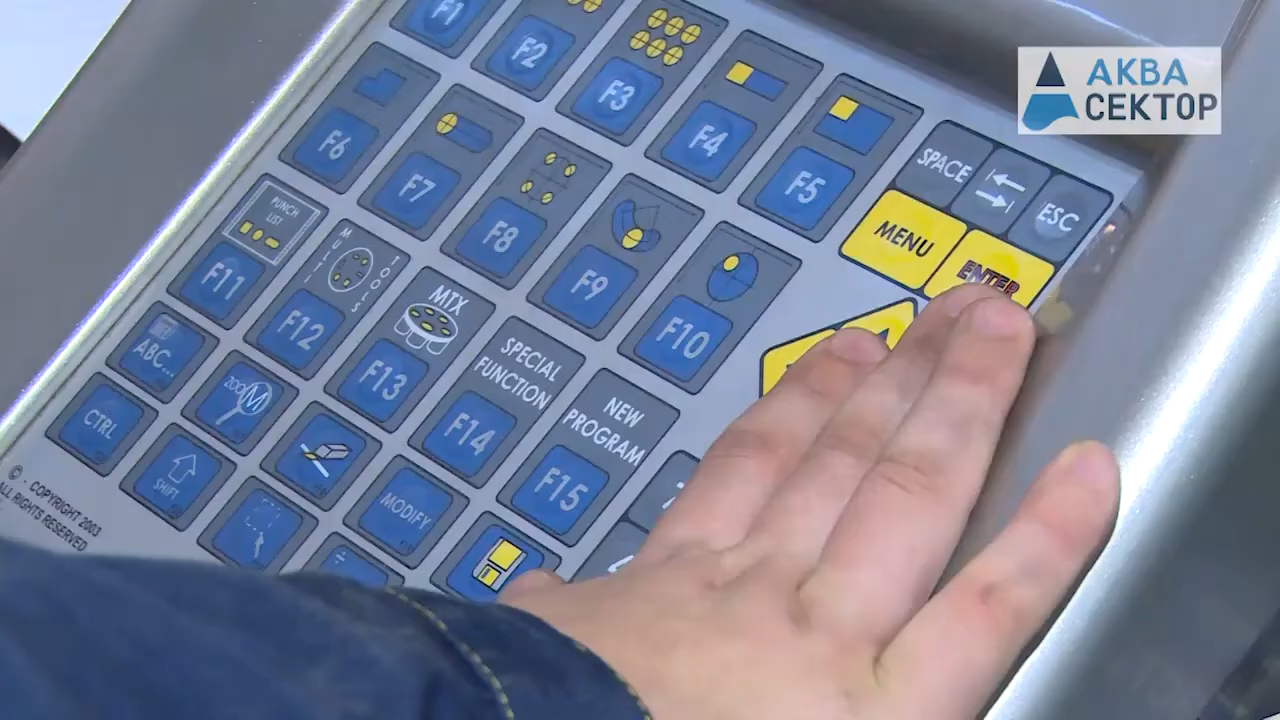 АКВА
СЕКТОР
F1
F2
F3
F4
F5
SPACE
ESC
MENU
ENTER
F6
F7
F8
F9
F10
PUNCH
LIST
F11
MULTI TOOLS
F12
MTX
F13
SPECIAL
FUNCTION
F14
NEW
PROGRAM
F15
ABC...
ZOOM
CTRL
SHIFT
MODIFY
© · COPYRIGHT 2003
ALL RIGHTS RESERVED